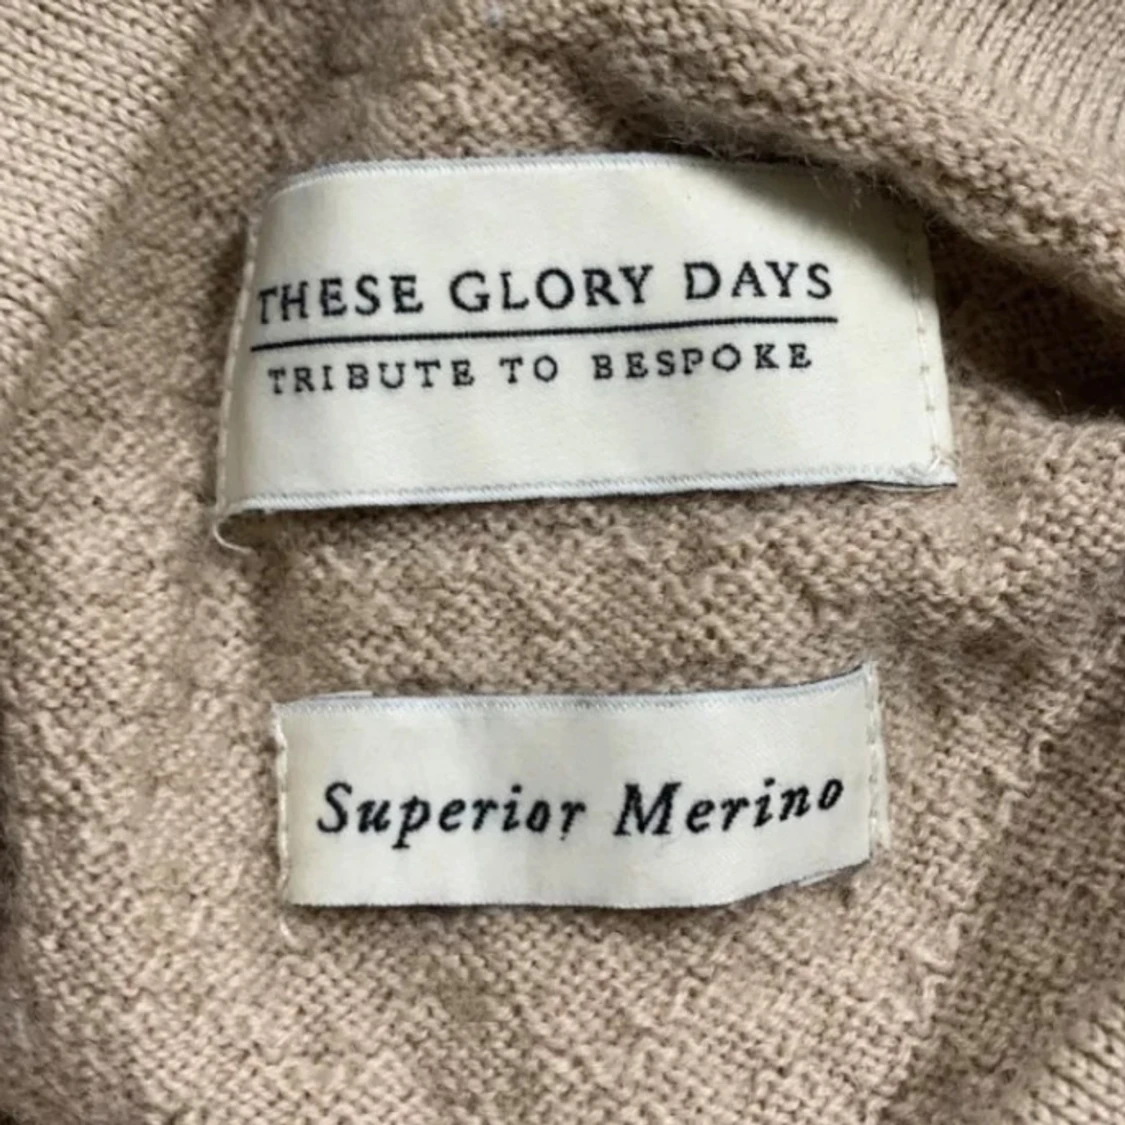 THESE GLORY DAYS
TRIBUTE TO BESPOKE
Superior Merino